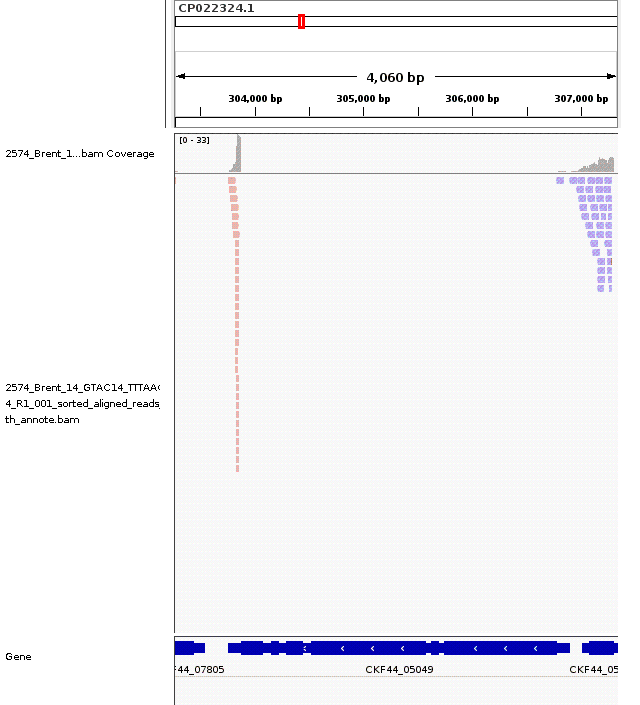 CP022324.1
4,060 bp
304,000 bp 305,000 bp 306,000 bp 307,000 bp
2574_Brent_1...bam Coverage
[0 - 33]
2574_Brent_14_GTAC14_TTTAA
4_R1_001_sorted_aligned_reads_
th_annote.bam
Gene
F44_07805 CKF44_05049 CKF44_05